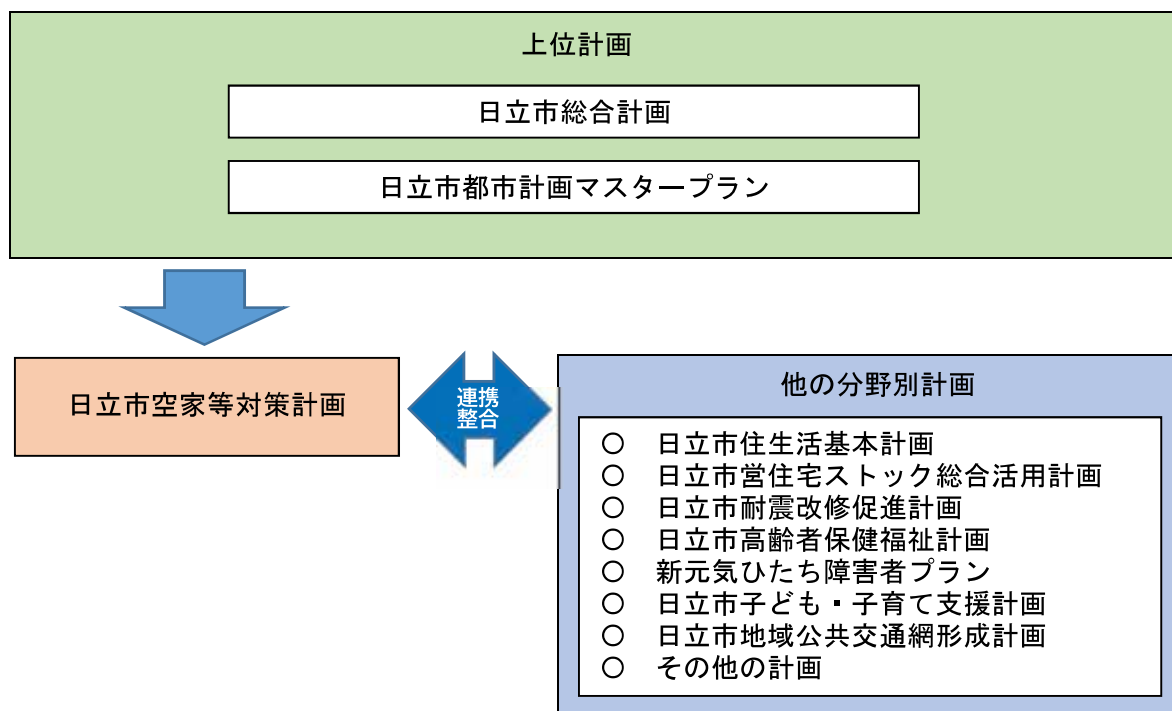 上位計画
日立市総合計画
日立市都市計画マスタープラン
日立市空家等対策計画
連携
整合
他の分野別計画
○ 日立市住生活基本計画
○ 日立市営住宅ストック総合活用計画
○ 日立市耐震改修促進計画
○ 日立市高齢者保健福祉計画
○ 新元気ひたち障害者プラン
○ 日立市子ども・子育て支援計画
○ 日立市地域公共交通網形成計画
○ その他の計画